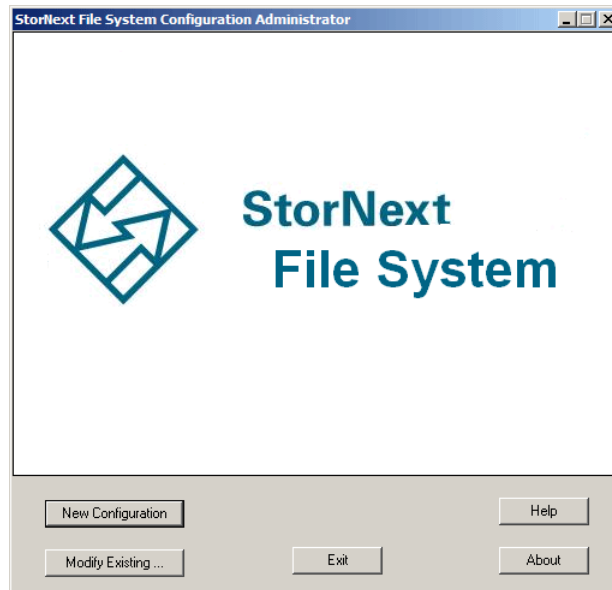 StorNext File System Configuration Administrator
StorNext
File System
New Configuration
Help
Modify Existing ...
Exit
About